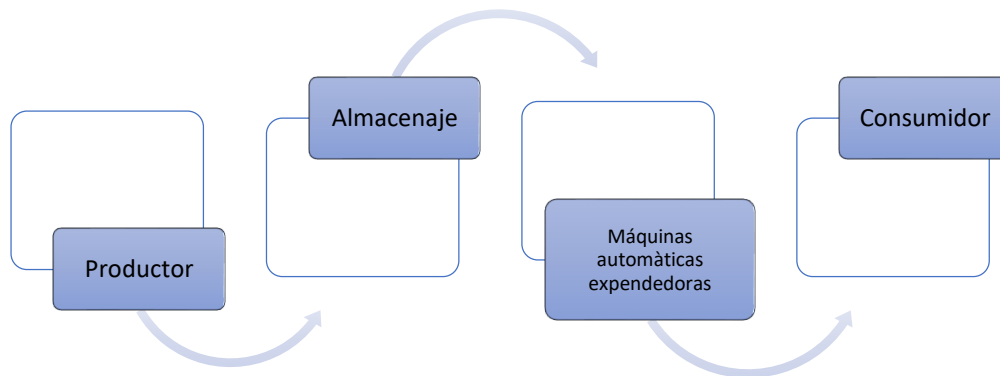 Productor
Almacenaje
Máquinas
automàticas
expendedoras
Consumidor